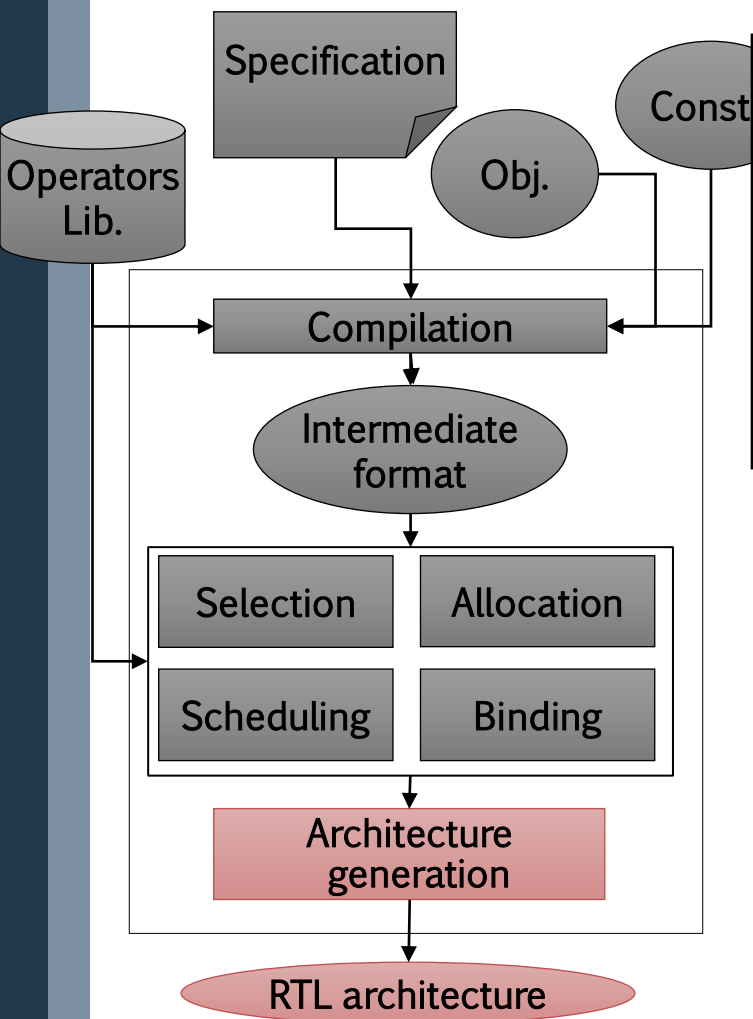 Specification
Const
Operators
Lib.
Obj.
Compilation
Intermediate
format
Selection
Allocation
Scheduling
Binding
Architecture
generation
RTL architecture